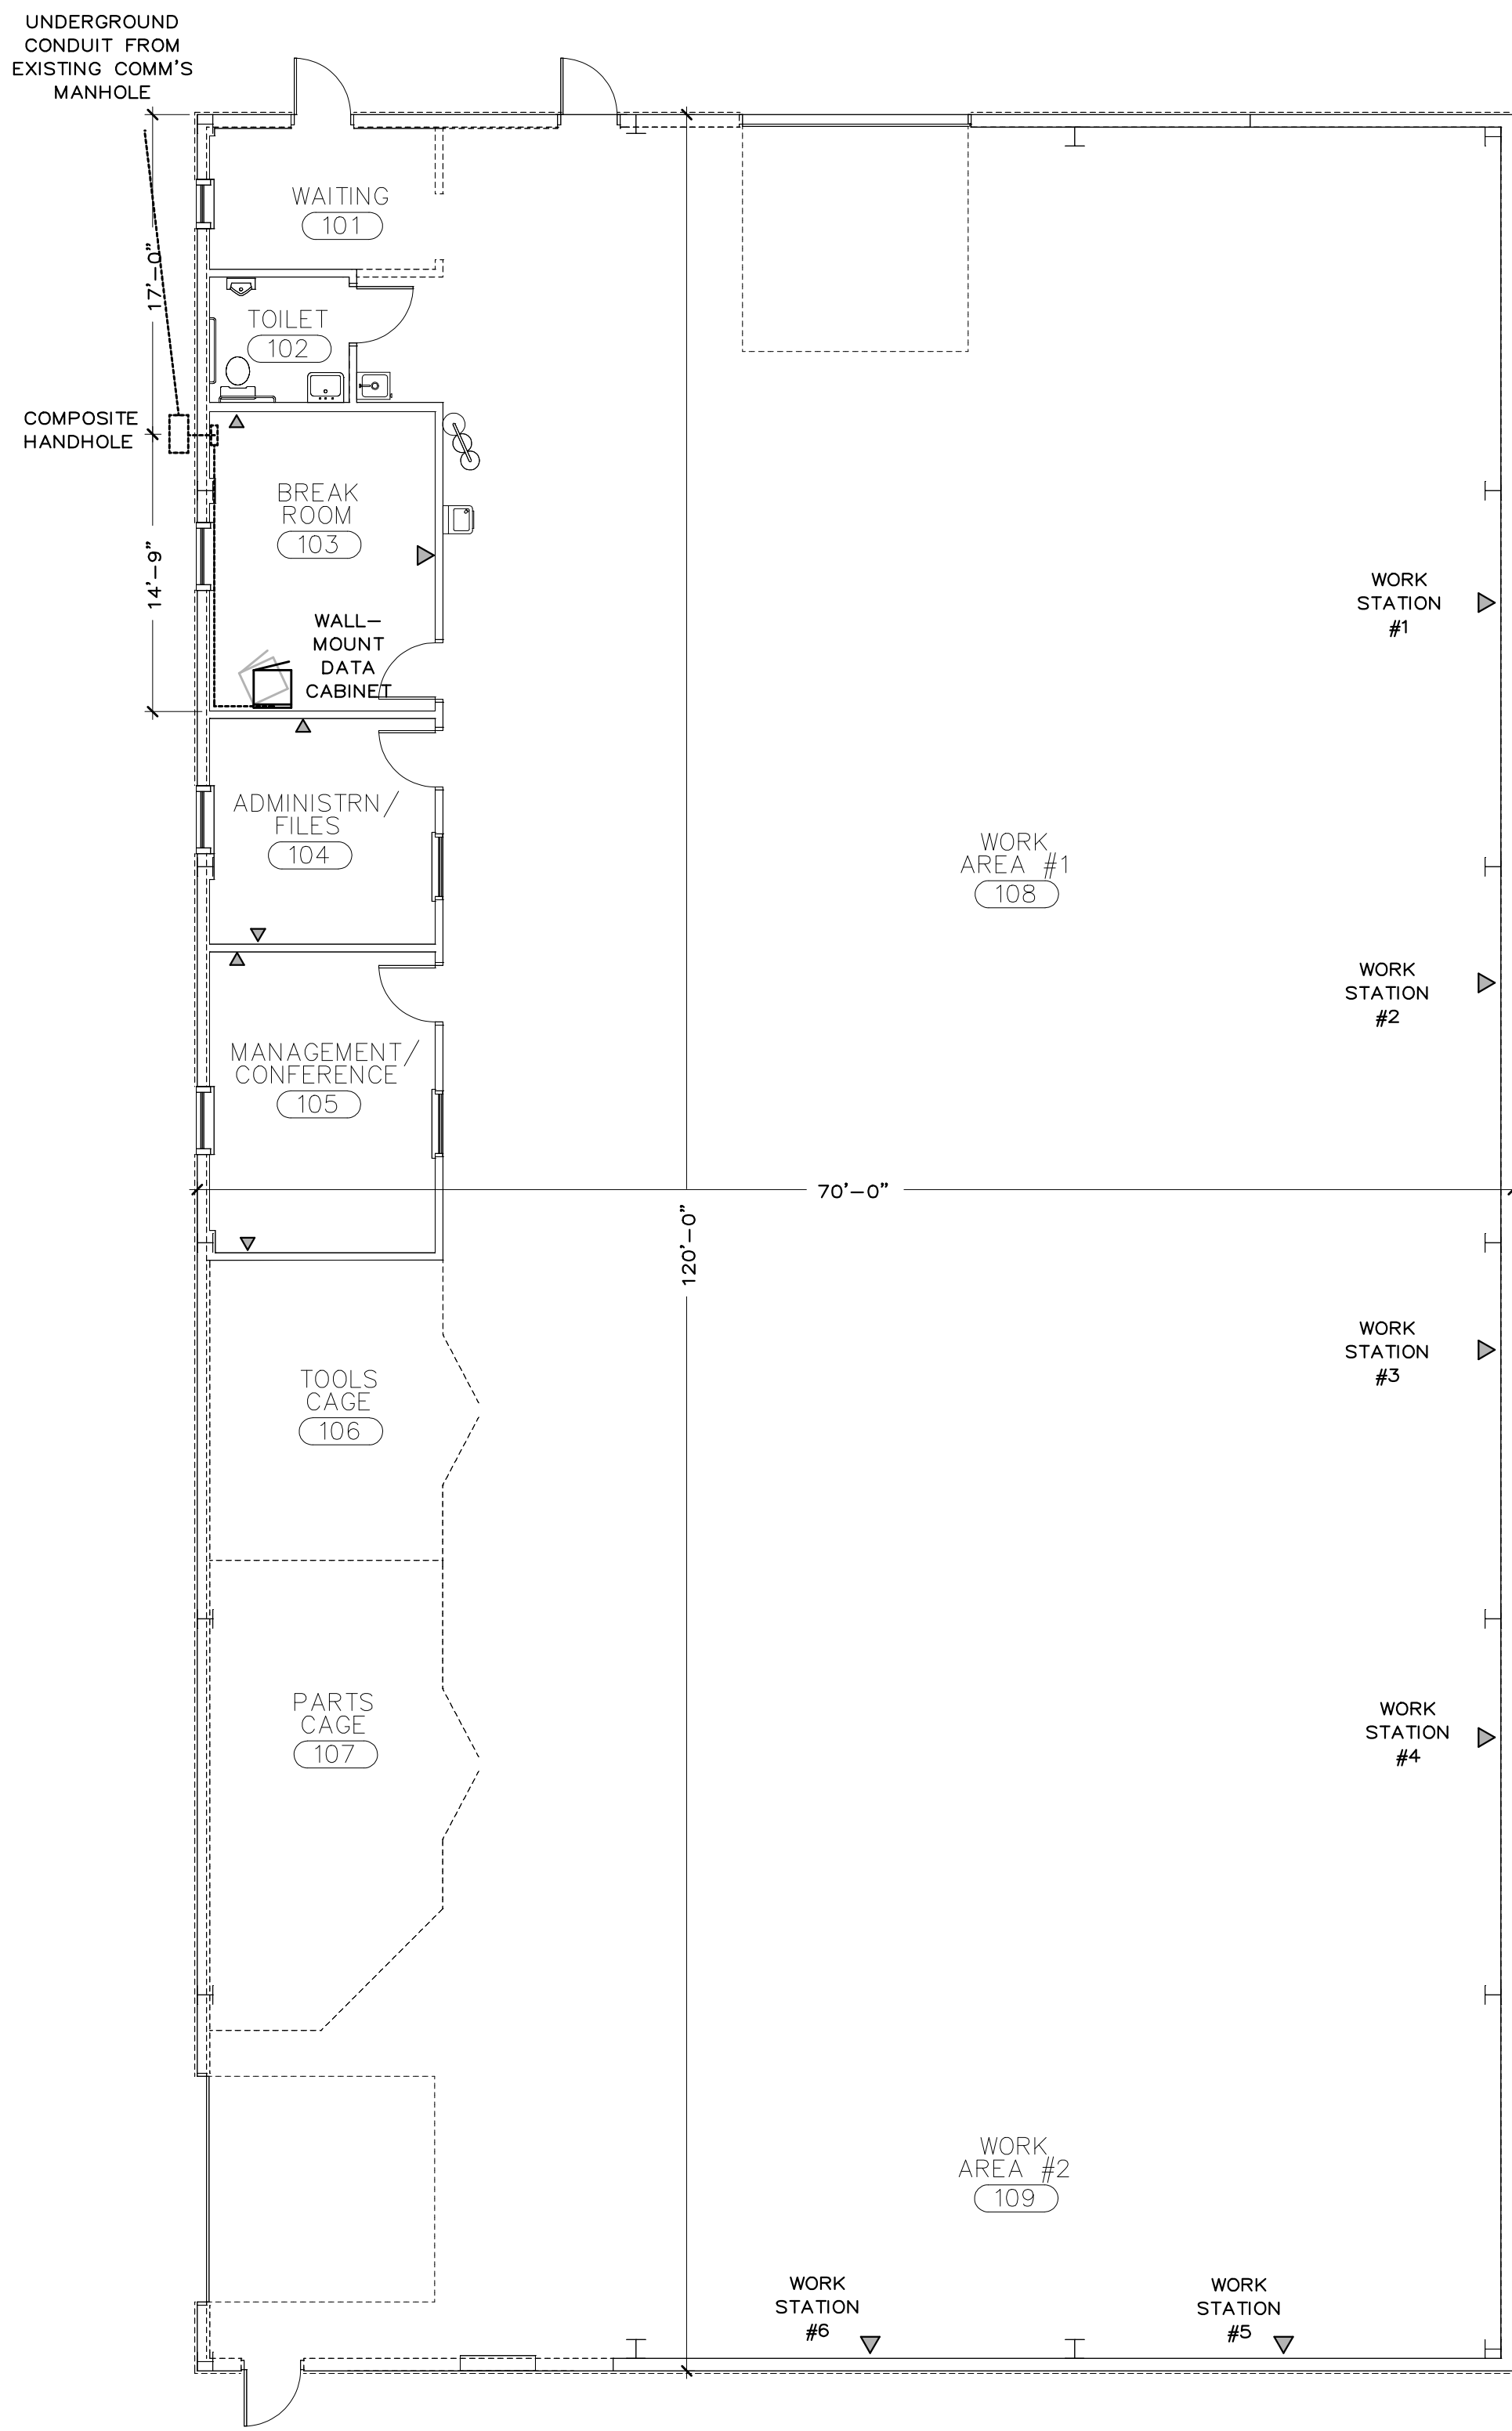 UNDERGROUND
CONDUIT FROM
EXISTING COMM'S
MANHOLE
WAITING
101
17'-0"
TOILET
102
COMPOSITE
HANDHOLE
BREAK
ROOM
103
14'-9"
WALL-
MOUNT
DATA
CABINET
WORK
STATION
#1
ADMINISTRN/
FILES
104
WORK
AREA #1
108
WORK
STATION
#2
MANAGEMENT/
CONFERENCE
105
70'-0"
120'-0"
WORK
STATION
#3
TOOLS
CAGE
106
PARTS
CAGE
107
WORK
STATION
#4
WORK
AREA #2
109
WORK
STATION
#6
WORK
STATION
#5